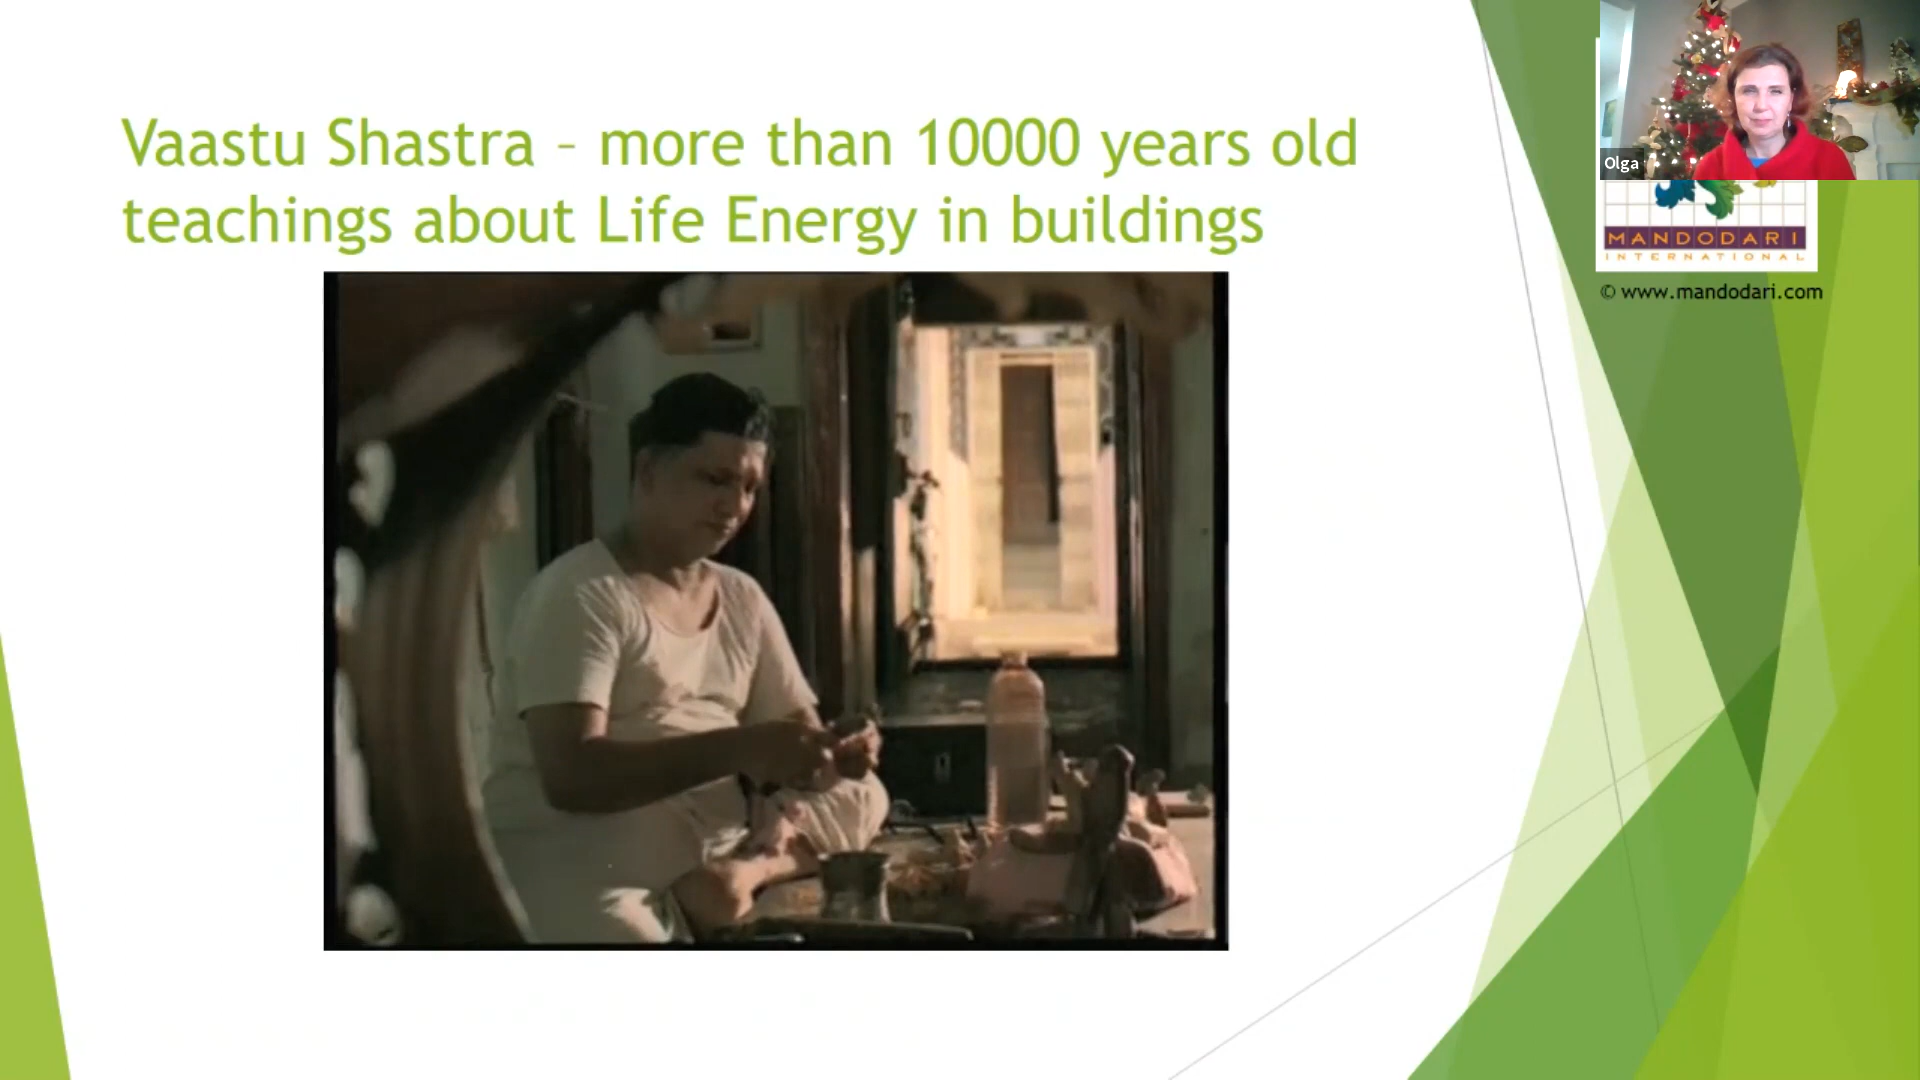 Vaastu Shastra – more than 10000 years old
teachings about Life Energy in buildings
Olga
MANDODARI
INTERNATIONAL
© www.mandodari.com